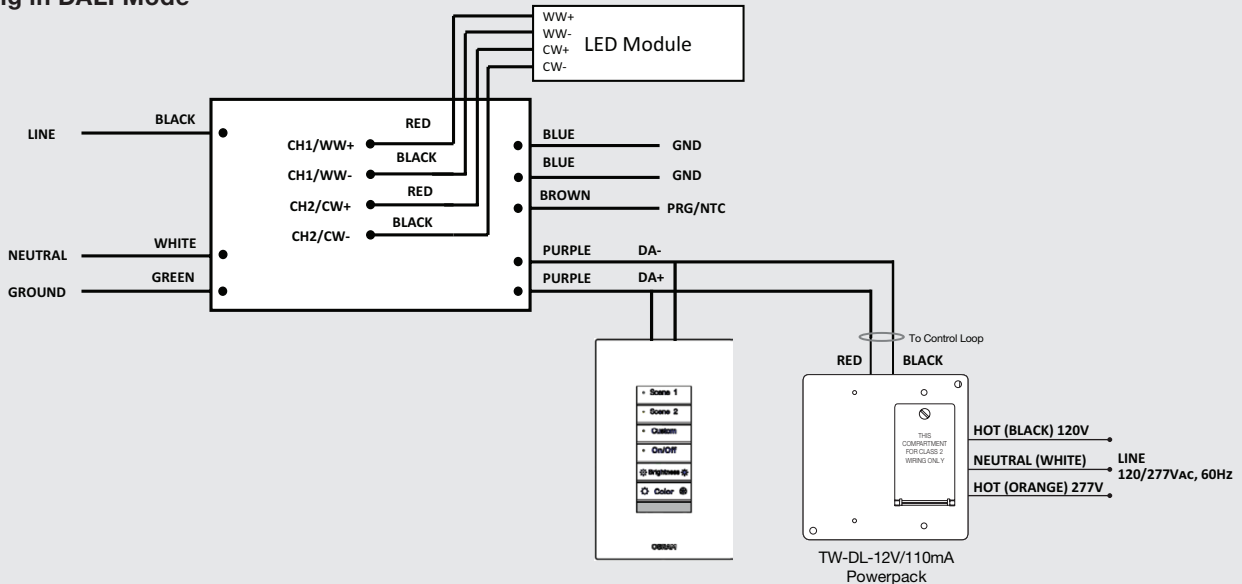 ng in DALI Mode
WW+
WW-
CW+
CW-
LED Module
LINE
BLACK
NEUTRAL
WHITE
GROUND
GREEN
CH1/WW+
RED
CH1/WW-
BLACK
CH2/CW+
RED
CH2/CW-
BLACK
BLUE
GND
BLUE
GND
BROWN
PRG/NTC
PURPLE
DA-
PURPLE
DA+
To Control Loop
RED
BLACK
Scene 1
Scene 2
Custom
On/Off
Brightness
Color
OSRAM
THIS
COMPARTMENT
FOR CLASS 2
WIRING ONLY
HOT (BLACK) 120V
NEUTRAL (WHITE)
HOT (ORANGE) 277V
LINE
120/277VAC, 60HZ
TW-DL-12V/110mA
Powerpack